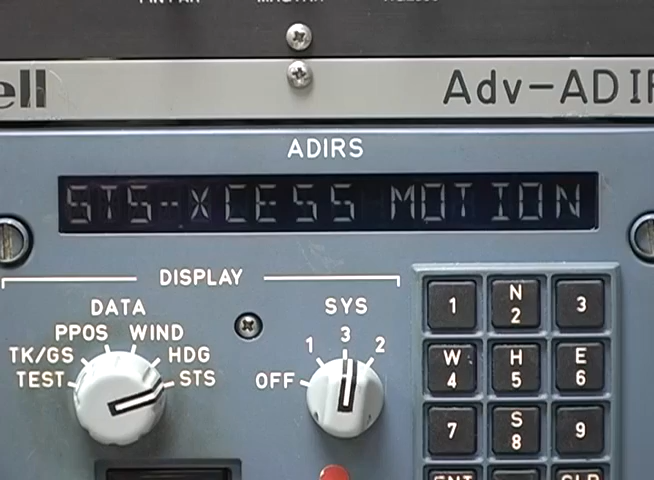 ell
Adv-ADIR
ADIRS
STS-XCESS MOTION
DISPLAY
DATA
SYS
PPOS WIND
TK/GS HDG
TEST STS
1 3 2
OFF
1 N 2 3
W 4 H 5 E 6
7 S 8 9